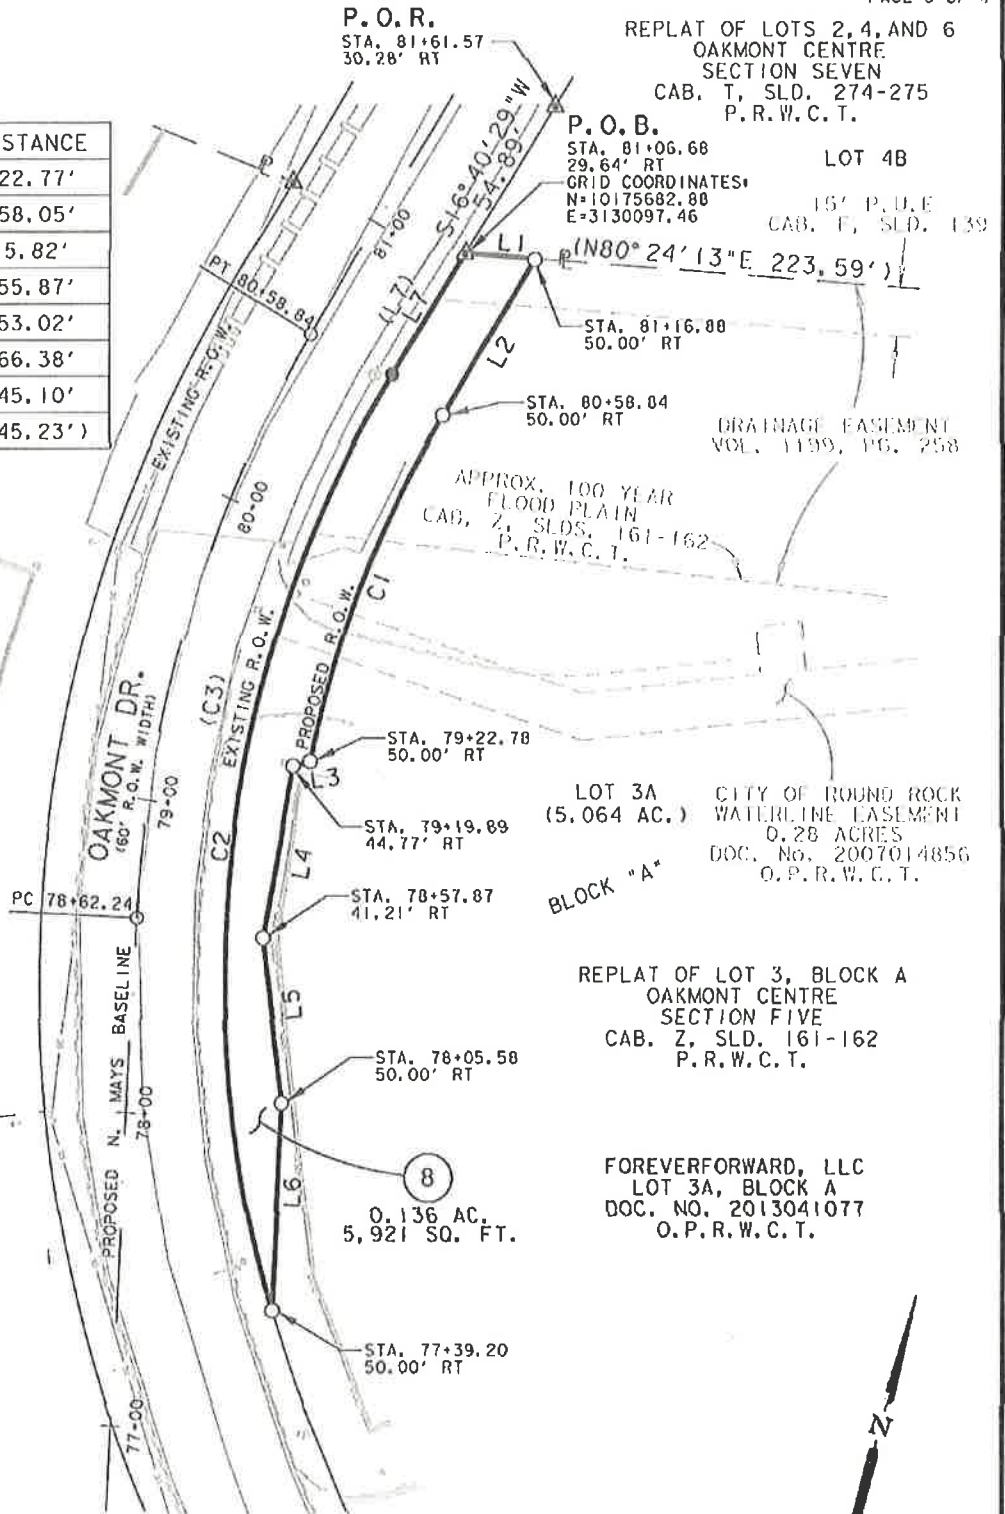 P.O.R.
STA. 81+61.57
30.28' RT
REPLAT OF LOTS 2,4, AND 6
OAKMONT CENTRE
SECTION SEVEN
CAB. T, SLD. 274-275
P.R.W.C.T.
STANCE
22.77'
58.05'
5.82'
55.87'
53.02'
66.38'
45.10'
45.23')
S16°40'29"W
54.89'
P.O.B.
STA. 81+06.68
29.64' RT
GRID COORDINATES:
N=10175682.88
E=3130097.46
LOT 4B
15' P.U.E
CAB. F, SLD. 139
81+00
L1
(N80°24'13"E 223.59')
PT 80+58.84
(L7)
L7
L2
STA. 81+16.88
50.00' RT
STA. 80+58.84
50.00' RT
EXISTING R.O.W.
DRAINAGE EASEMENT
VOL. 1199, PG. 258
80+00
APPROX. 100 YEAR
FLOOD PLAIN
CAB. Z, SLDS. 161-162
P.R.W.C.T.
C1
PROPOSED R.O.W.
EXISTING R.O.W.
(C3)
OAKMONT DR.
(60' R.O.W. WIDTH)
STA. 79+22.78
50.00' RT
L3
79+00
C2
L4
STA. 79+19.89
44.77' RT
LOT 3A
(5.064 AC.)
CITY OF ROUND ROCK
WATERLINE EASEMENT
0.28 ACRES
DOC. No. 2007014856
O.P.R.W.C.T.
BLOCK "A"
PC 78+62.24
STA. 78+57.87
41.21' RT
L5
REPLAT OF LOT 3, BLOCK A
OAKMONT CENTRE
SECTION FIVE
CAB. Z, SLD. 161-162
P.R.W.C.T.
STA. 78+05.58
50.00' RT
PROPOSED N. MAYS BASELINE
78+00
L6
8
0.136 AC.
5,921 SQ. FT.
FOREVERFORWARD, LLC
LOT 3A, BLOCK A
DOC. NO. 2013041077
O.P.R.W.C.T.
STA. 77+39.20
50.00' RT
77+00
N